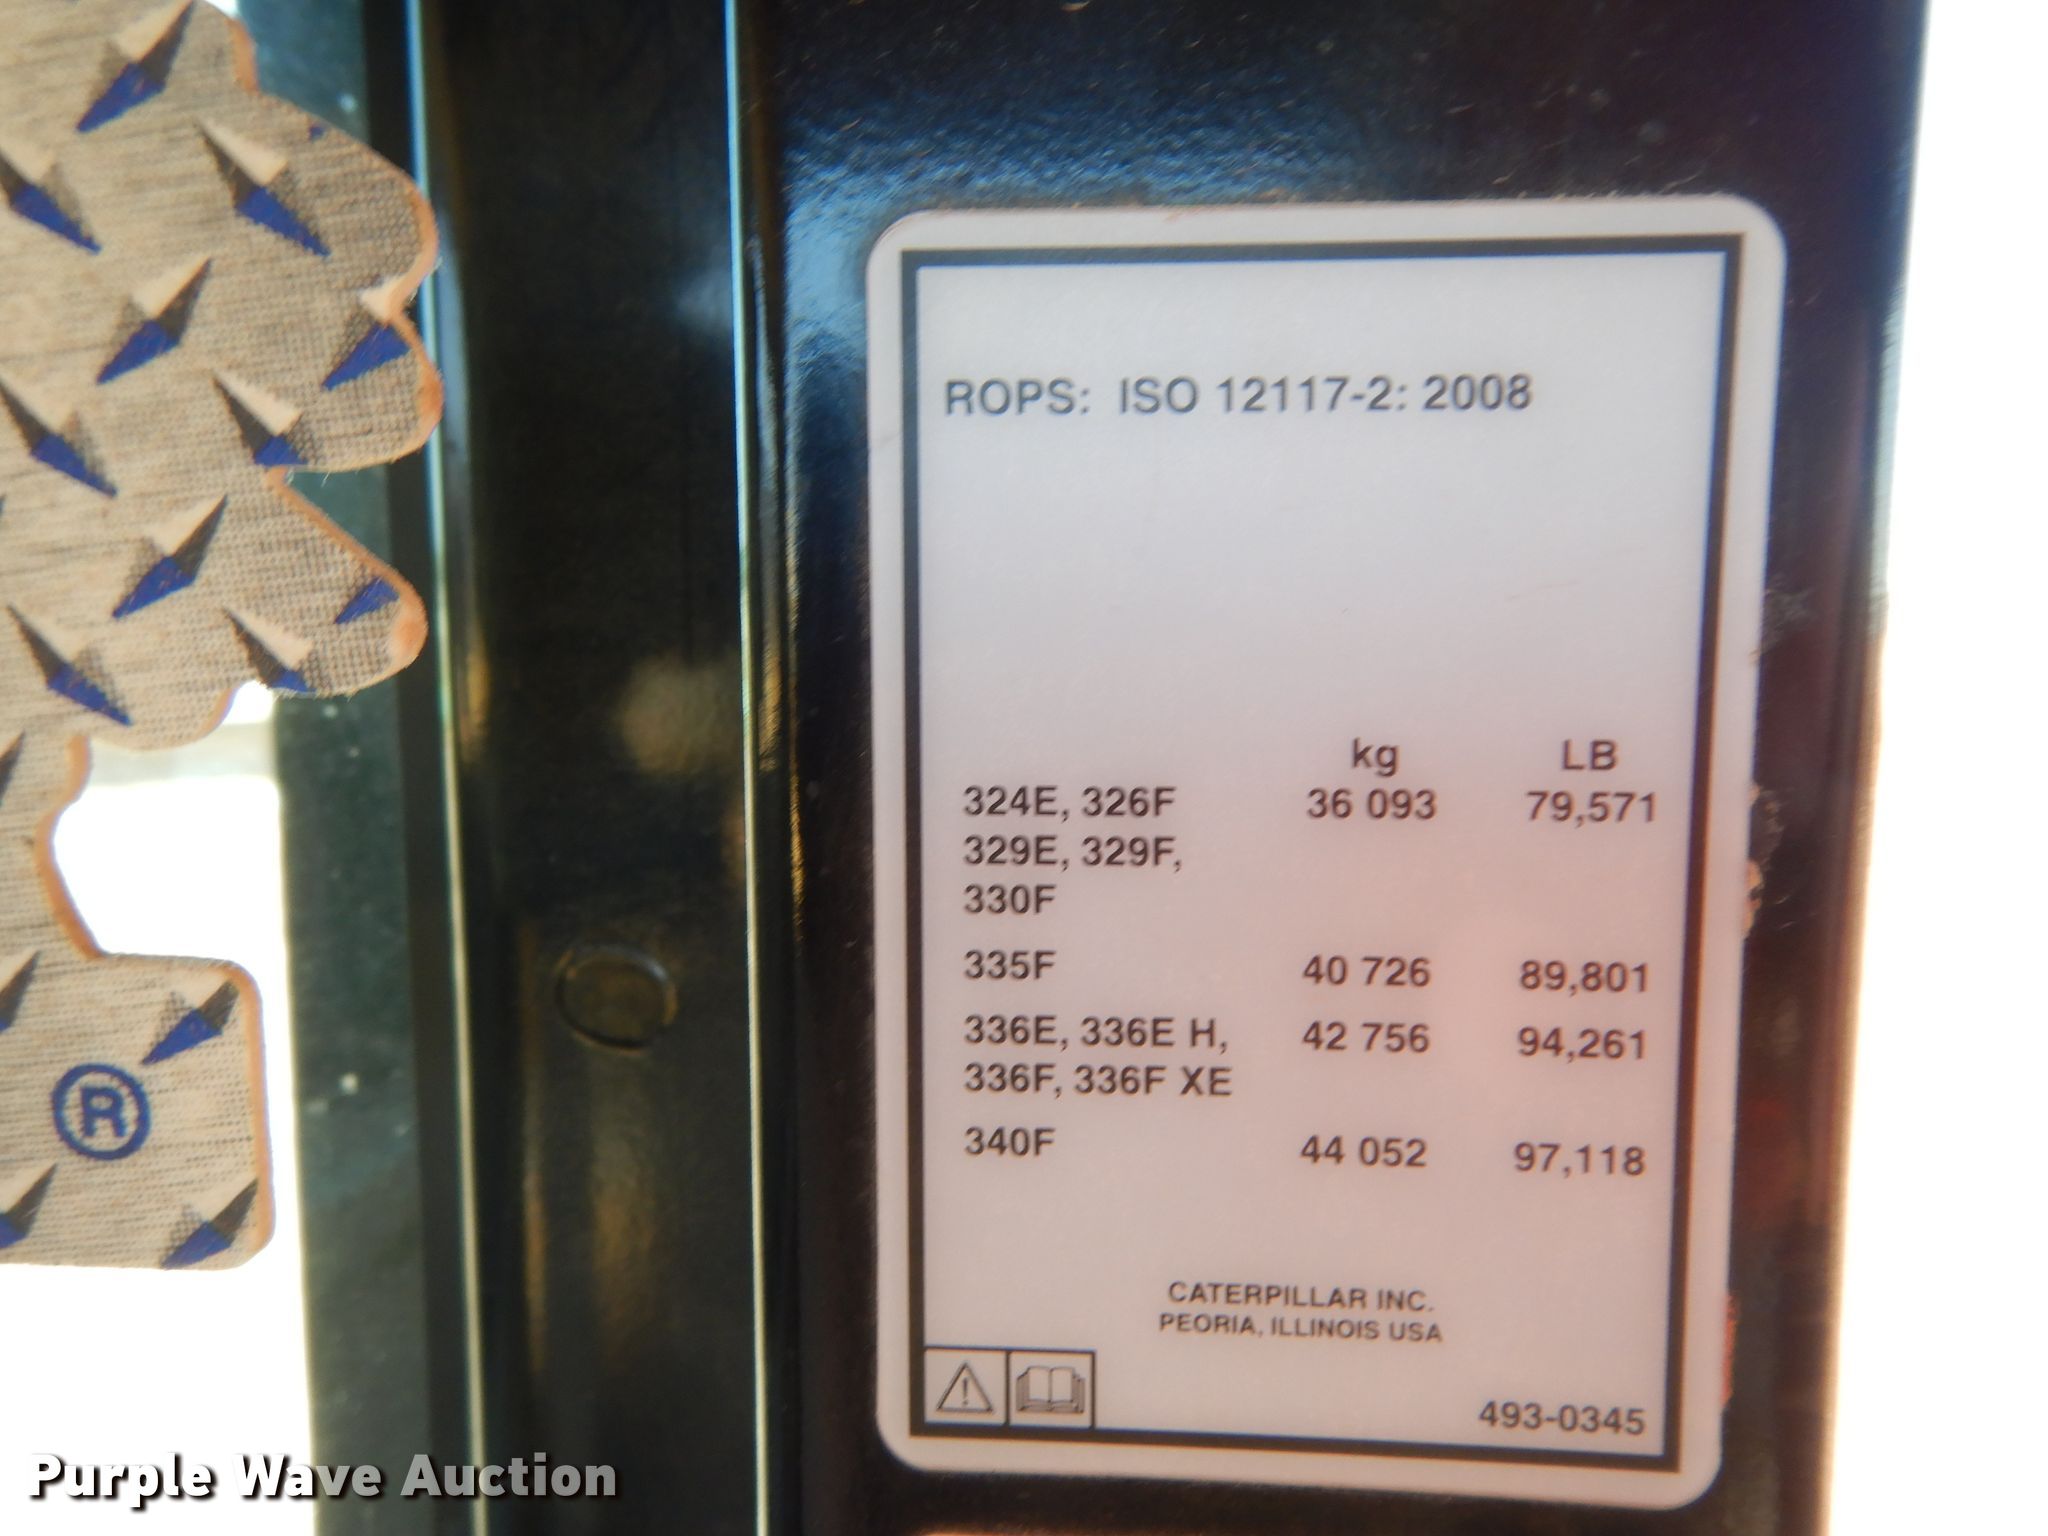 ROPS: ISO 12117-2: 2008
kg LB
324E, 326F 36 093 79,571
329E, 329F,
330F
335F 40 726 89,801
336E, 336E H, 42 756 94,261
336F, 336F XE
340F 44 052 97,118
CATERPILLAR INC.
PEORIA, ILLINOIS USA
493-0345
®
Purple Wave Auction